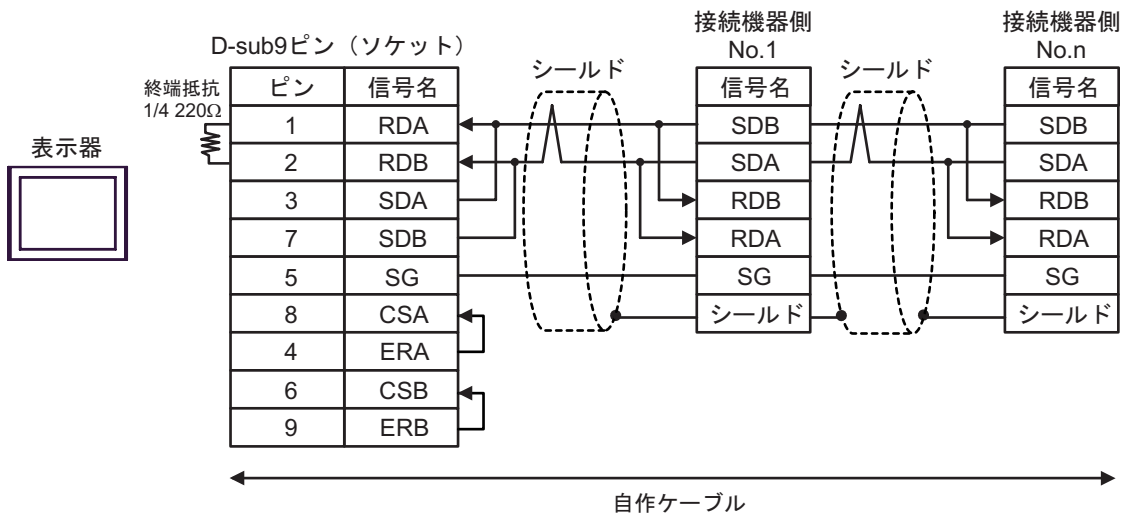 接続機器側 接続機器側
D-sub9ピン（ソケット） No.1 No.n
シールド シールド
終端抵抗 ピン 信号名 信号名 信号名
1/4 220Ω
1 RDA SDB SDB
表示器
2 RDB SDA SDA
3 SDA RDB RDB
7 SDB RDA RDA
5 SG SG SG
8 CSA シールド シールド
4 ERA
6 CSB
9 ERB
自作ケーブル